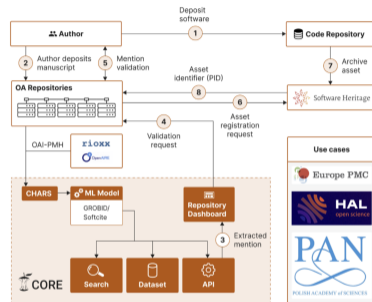 Author
Deposit
software
1
Code Repository
2
Author deposits
manuscript
5
Mention
validation
7
Archive
asset
Asset
identifier (PID)
8
OA Repositories
Software Heritage
6
Asset
registration
request
4
Validation
request
OAI-PMH
rioxx
OpenAIRE
Use cases
Europe PMC
HAL
open science
PAN
POLISH ACADEMY OF SCIENCES
CHARS
ML Model
GROBID/
Softcite
Repository
Dashboard
3
Extracted
mention
CORE
Search
Dataset
API